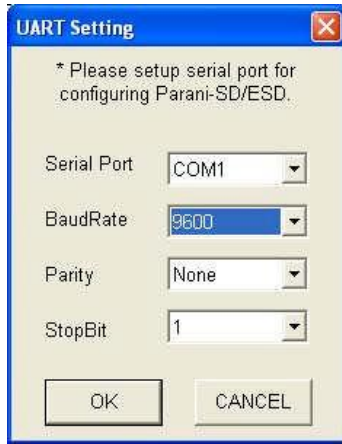 UART Setting
* Please setup serial port for
configuring Parani-SD/ESD.
Serial Port COM1
BaudRate 9600
Parity None
StopBit 1
OK CANCEL